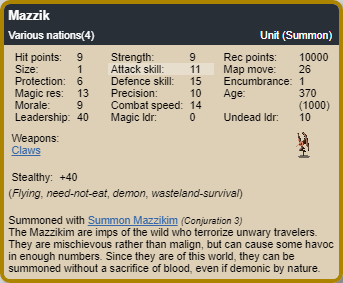 Mazzik
Various nations(4) Unit (Summon)
Hit points: 9 Strength: 9 Rec points: 10000
Size: 1 Attack skill: 11 Map move: 26
Protection: 6 Defence skill: 15 Encumbrance: 1
Magic res: 13 Precision: 10 Age: 370
Morale: 9 Combat speed: 14 (1000)
Leadership: 40 Magic ldr: 0 Undead ldr: 10
Weapons:
Claws
Stealthy: +40
(Flying, need-not-eat, demon, wasteland-survival)
Summoned with Summon Mazzikim (Conjuration 3)
The Mazzikim are imps of the wild who terrorize unwary travelers.
They are mischievous rather than malign, but can cause some havoc
in enough numbers. Since they are of this world, they can be
summoned without a sacrifice of blood, even if demonic by nature.